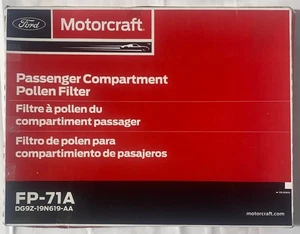 Ford
Motorcraft
Passenger Compartment
Pollen Filter
Filtre à pollen du
compartiment passager
Filtro de polen para
compartimiento de pasajeros
FP-71A
DG9Z-19N619-AA
motorcraft.com